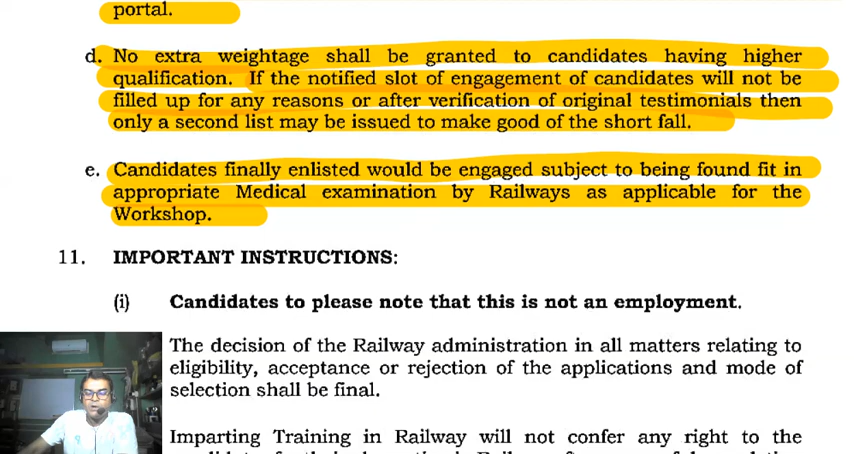 portal.
d. No extra weightage shall be granted to candidates having higher
qualification. If the notified slot of engagement of candidates will not be
filled up for any reasons or after verification of original testimonials then
only a second list may be issued to make good of the short fall.
e. Candidates finally enlisted would be engaged subject to being found fit in
appropriate Medical examination by Railways as applicable for the
Workshop.
11. IMPORTANT INSTRUCTIONS:
(i) Candidates to please note that this is not an employment.
The decision of the Railway administration in all matters relating to
eligibility, acceptance or rejection of the applications and mode of
selection shall be final.
Imparting Training in Railway will not confer any right to the